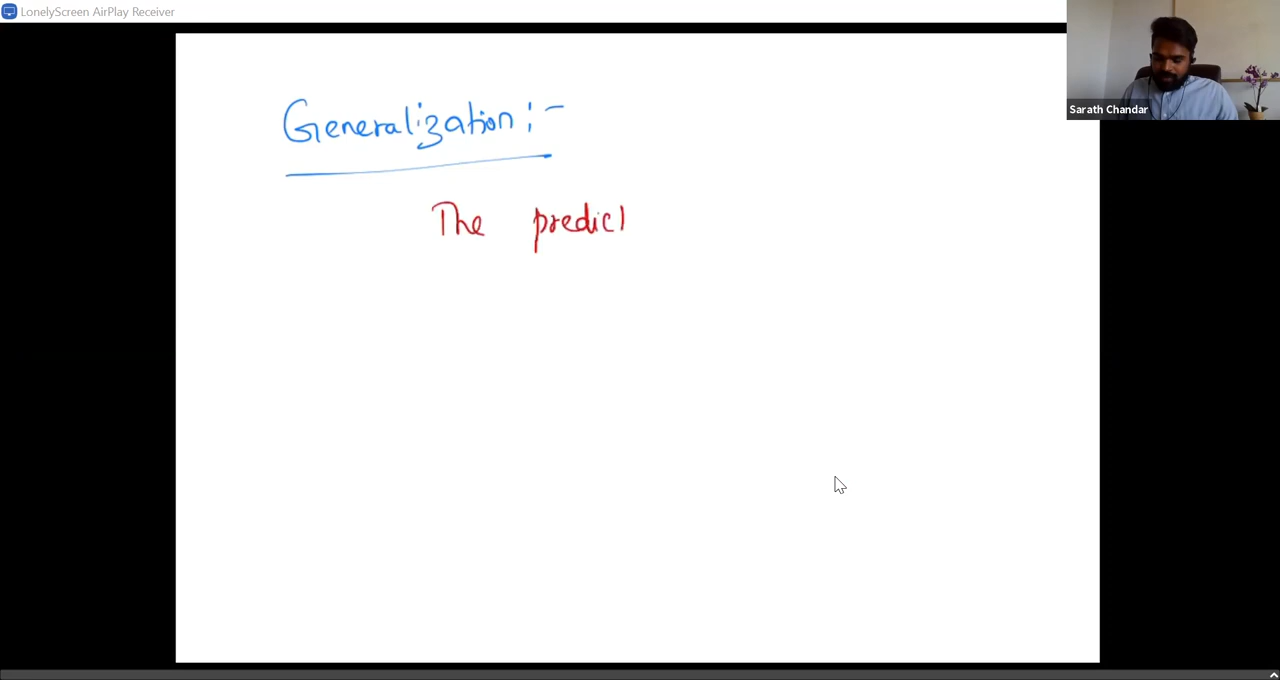 LonelyScreen AirPlay Receiver
Sarath Chandar
Generalization :-
The predict